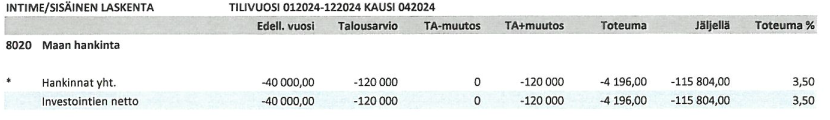 INTIME/SISÄINEN LASKENTA TILIVUOSI 012024-122024 KAUSI 042024
Edell. vuosi Talousarvio TA-muutos TA+muutos Toteuma Jäljellä Toteuma %
8020 Maan hankinta
* Hankinnat yht. -40 000,00 -120 000 0 -120 000 -4 196,00 -115 804,00 3,50
Investointien netto -40 000,00 -120 000 0 -120 000 -4 196,00 -115 804,00 3,50